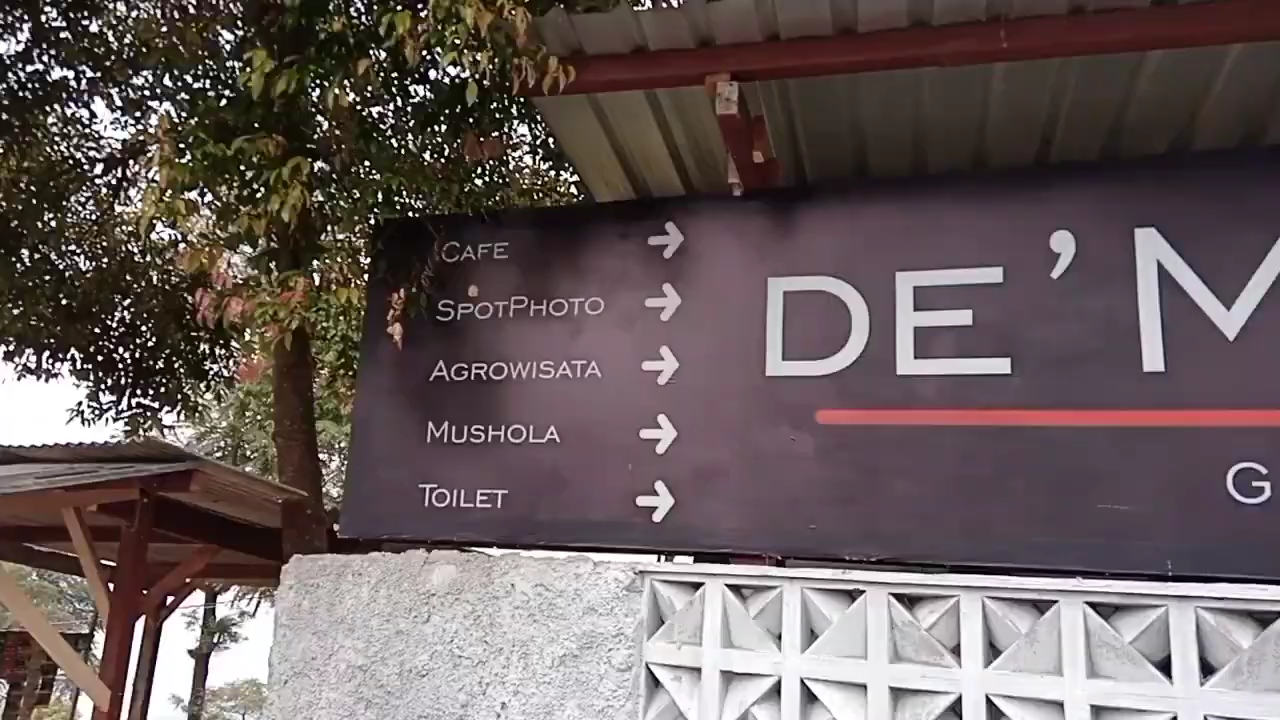 CAFE →
SPOTPHOTO →
AGROWISATA →
MUSHOLA →
TOILET →
DE'M
G